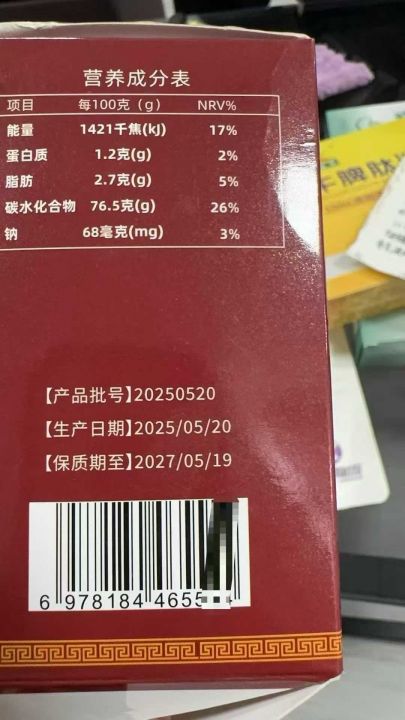 营养成分表
项目 每100克（g） NRV%
能量 1421千焦(kJ) 17%
蛋白质 1.2克(g) 2%
脂肪 2.7克(g) 5%
碳水化合物 76.5克(g) 26%
钠 68毫克(mg) 3%
【产品批号】20250520
【生产日期】2025/05/20
【保质期至】2027/05/19
6 978184 4655
脾肽